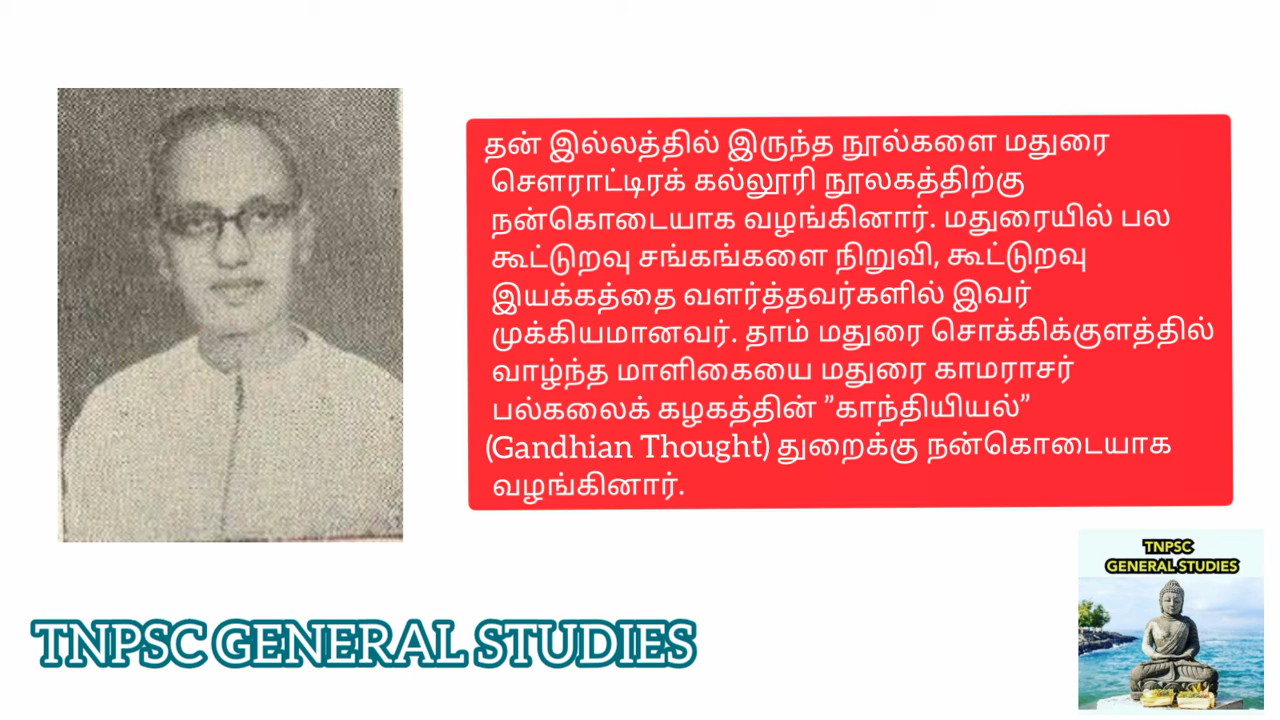 தன் இல்லத்தில் இருந்த நூல்களை மதுரை
சௌராட்டிரக் கல்லூரி நூலகத்திற்கு
நன்கொடையாக வழங்கினார். மதுரையில் பல
கூட்டுறவு சங்கங்களை நிறுவி, கூட்டுறவு
இயக்கத்தை வளர்த்தவர்களில் இவர்
முக்கியமானவர். தாம் மதுரை சொக்கிக்குளத்தில்
வாழ்ந்த மாளிகையை மதுரை காமராசர்
பல்கலைக் கழகத்தின் ”காந்தியியல்”
(Gandhian Thought) துறைக்கு நன்கொடையாக
வழங்கினார்.
TNPSC
GENERAL STUDIES
TNPSC GENERAL STUDIES